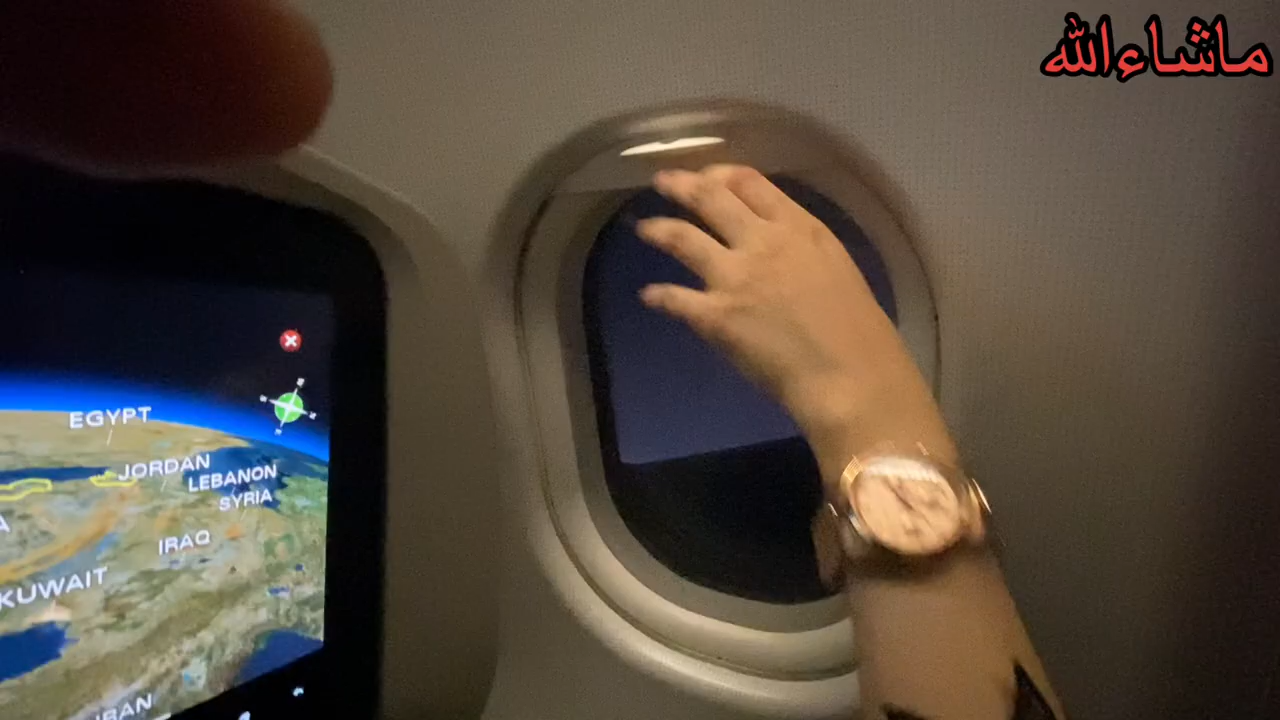 ماشاءالله
EGYPT
JORDAN
LEBANON
SYRIA
IRAQ
KUWAIT
IRAN